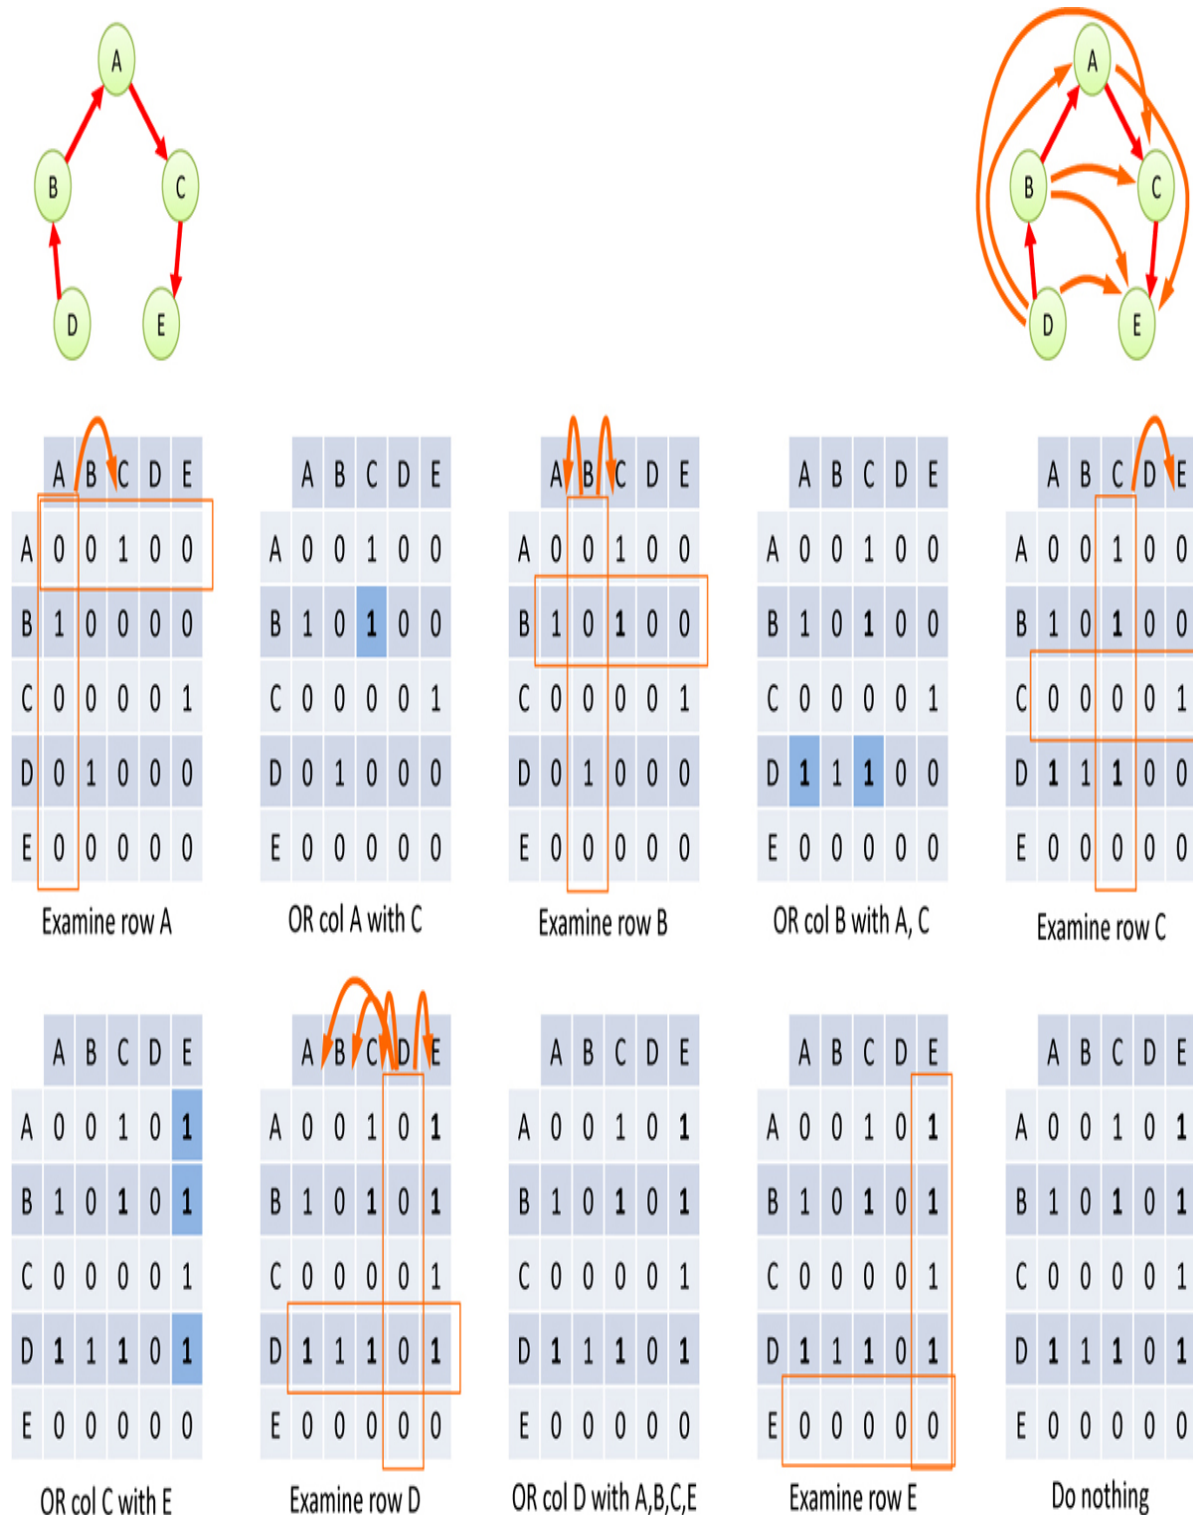 A
A
B
C
B
C
D
E
D
E
A B C D E
A 0 0 1 0 0
B 1 0 0 0 0
C 0 0 0 0 1
D 0 1 0 0 0
E 0 0 0 0 0
Examine row A
A B C D E
A 0 0 1 0 0
B 1 0 1 0 0
C 0 0 0 0 1
D 0 1 0 0 0
E 0 0 0 0 0
OR col A with C
A B C D E
A 0 0 1 0 0
B 1 0 1 0 0
C 0 0 0 0 1
D 0 1 0 0 0
E 0 0 0 0 0
Examine row B
A B C D E
A 0 0 1 0 0
B 1 0 1 0 0
C 0 0 0 0 1
D 1 1 1 0 0
E 0 0 0 0 0
OR col B with A, C
A B C D E
A 0 0 1 0 0
B 1 0 1 0 0
C 0 0 0 0 1
D 1 1 1 0 0
E 0 0 0 0 0
Examine row C
A B C D E
A 0 0 1 0 1
B 1 0 1 0 1
C 0 0 0 0 1
D 1 1 1 0 1
E 0 0 0 0 0
OR col C with E
A B C D E
A 0 0 1 0 1
B 1 0 1 0 1
C 0 0 0 0 1
D 1 1 1 0 1
E 0 0 0 0 0
Examine row D
A B C D E
A 0 0 1 0 1
B 1 0 1 0 1
C 0 0 0 0 1
D 1 1 1 0 1
E 0 0 0 0 0
OR col D with A,B,C,E
A B C D E
A 0 0 1 0 1
B 1 0 1 0 1
C 0 0 0 0 1
D 1 1 1 0 1
E 0 0 0 0 0
Examine row E
A B C D E
A 0 0 1 0 1
B 1 0 1 0 1
C 0 0 0 0 1
D 1 1 1 0 1
E 0 0 0 0 0
Do nothing